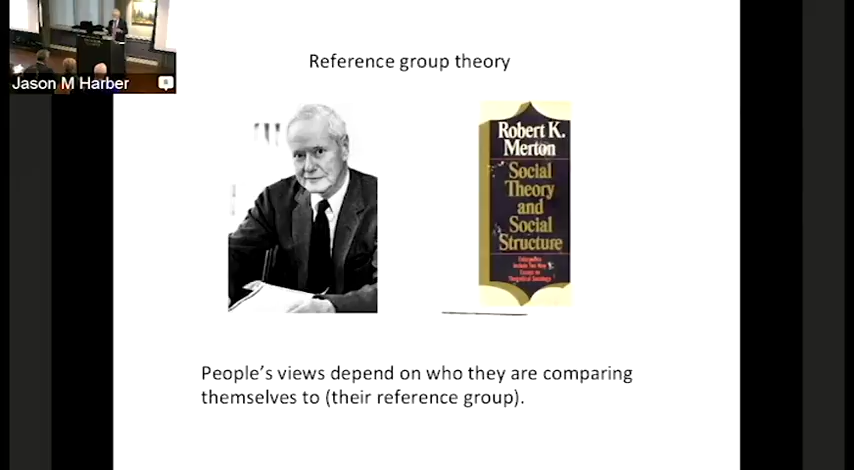 Jason M Harber
Reference group theory
Robert K.
Merton
Social
Theory
and
Social
Structure
People's views depend on who they are comparing
themselves to (their reference group).